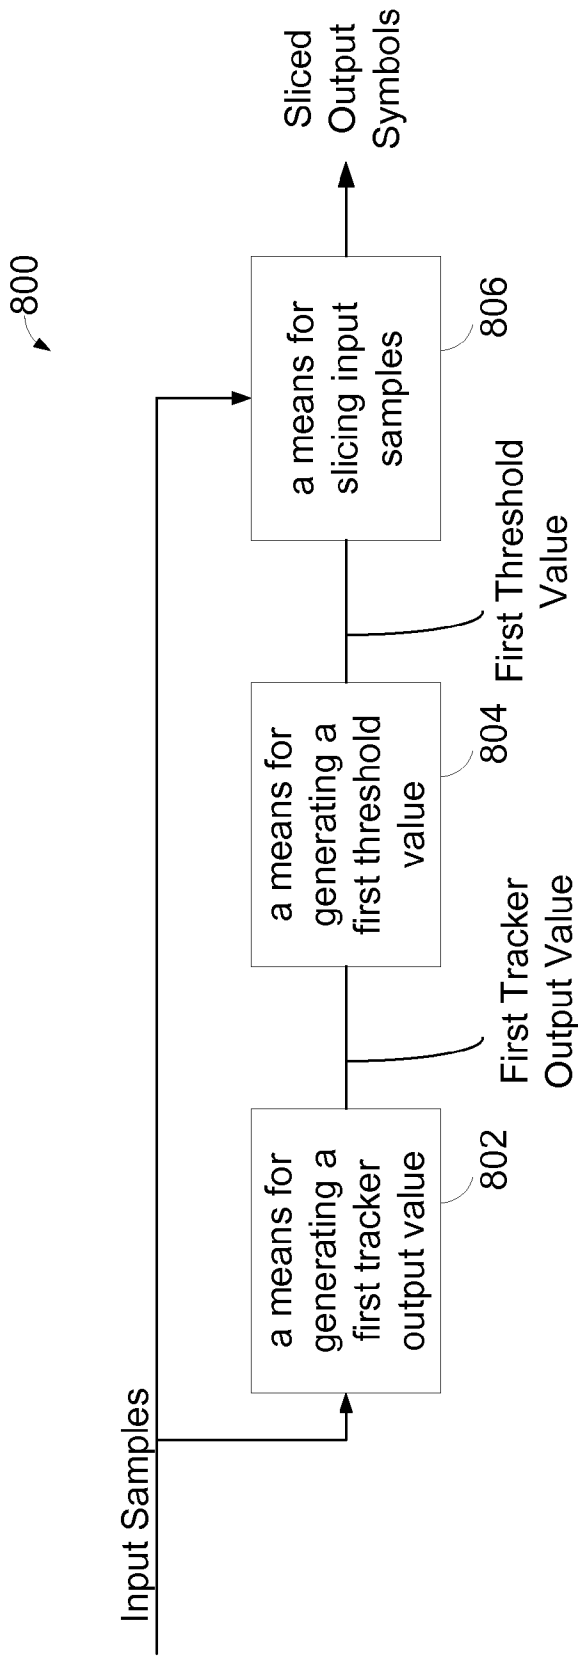 800
Input Samples
a means for
generating a
first tracker
output value
802
First Tracker
Output Value
a means for
generating a
first threshold
value
804
First Threshold
Value
a means for
slicing input
samples
806
Sliced
Output
Symbols